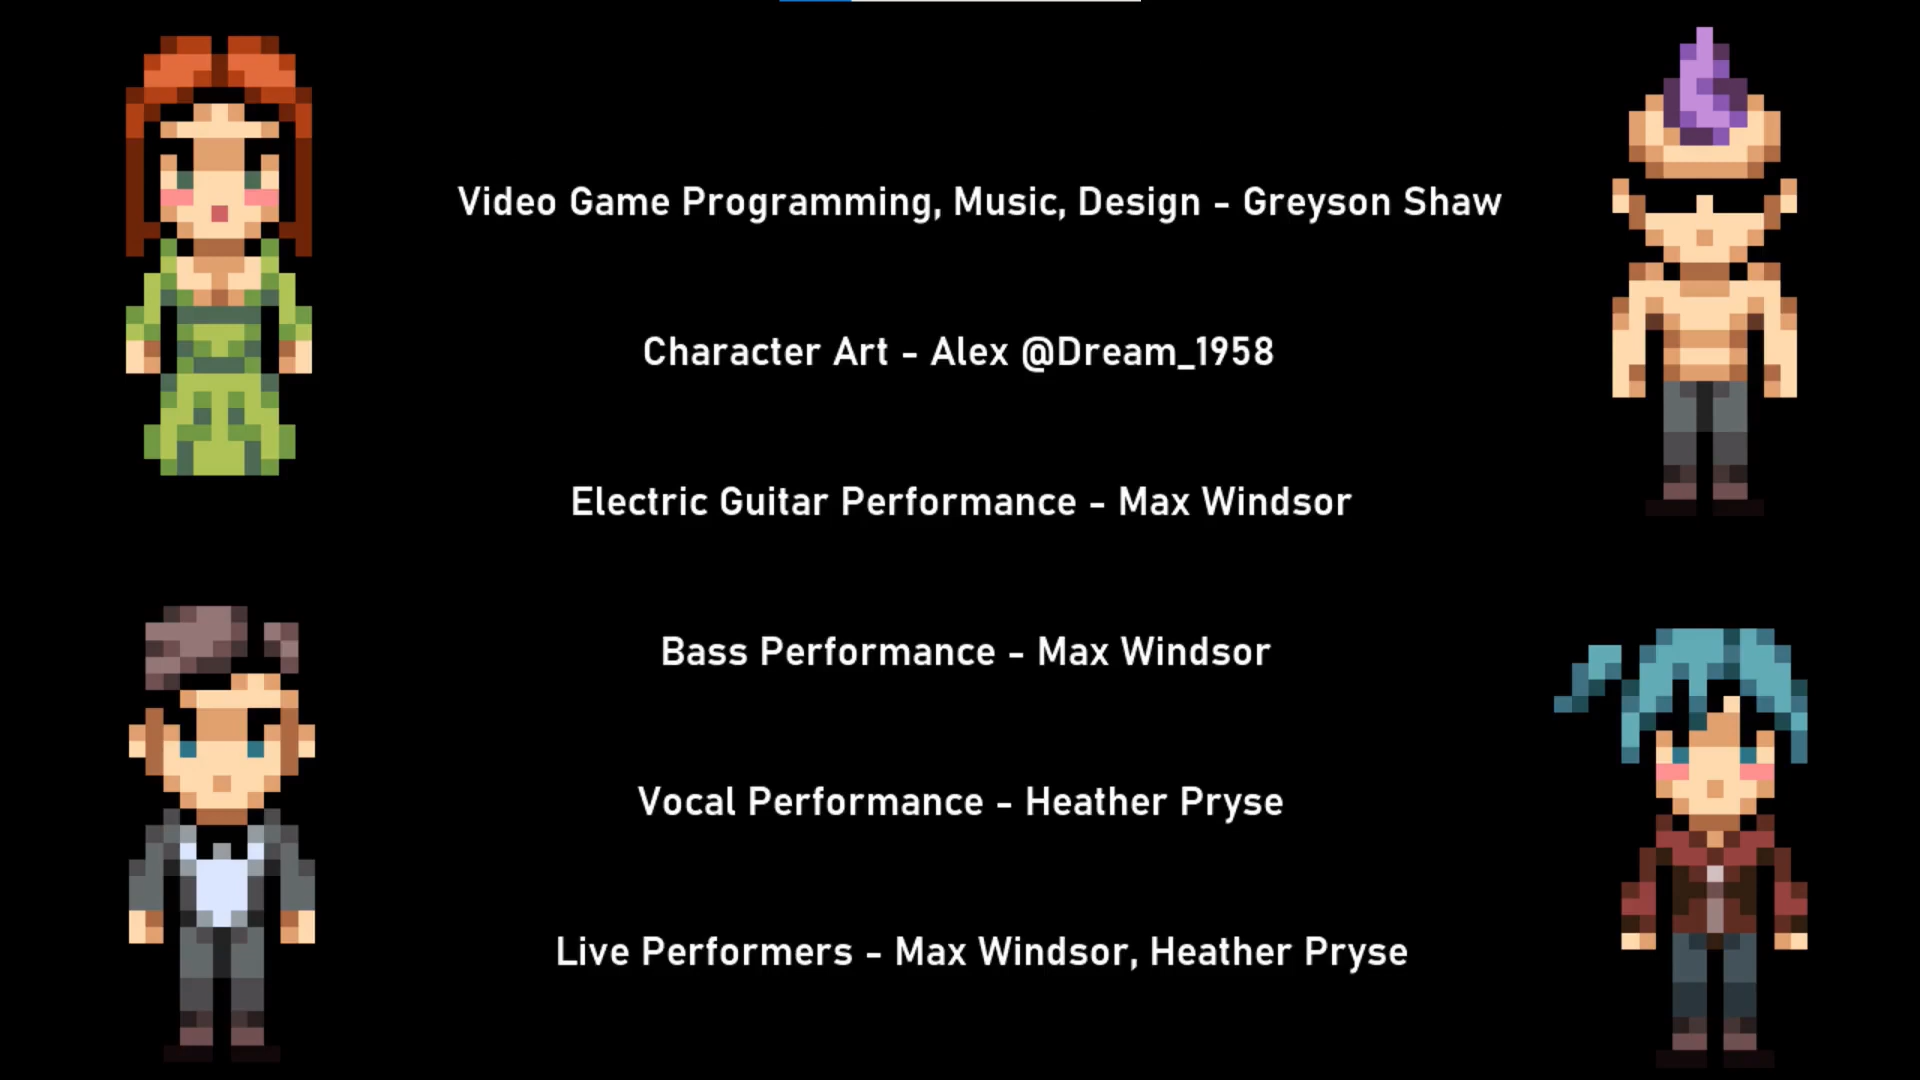 Video Game Programming, Music, Design - Greyson Shaw
Character Art - Alex @Dream_1958
Electric Guitar Performance - Max Windsor
Bass Performance - Max Windsor
Vocal Performance - Heather Pryse
Live Performers - Max Windsor, Heather Pryse